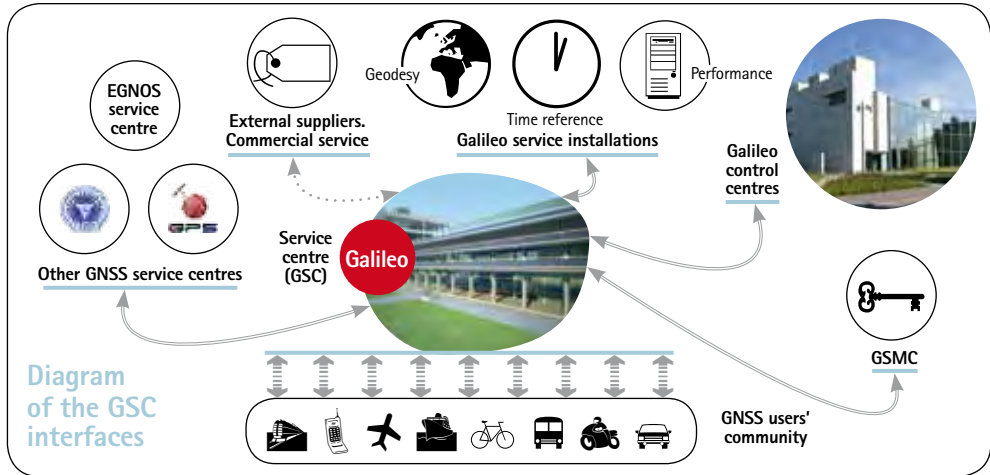 EGNOS
service
centre
External suppliers.
Commercial service
Geodesy
Time reference
Performance
Galileo service installations
Galileo
control
centres
GPS
Other GNSS service centres
Service
centre
(GSC)
Galileo
GSMC
Diagram
of the GSC
interfaces
GNSS users'
community